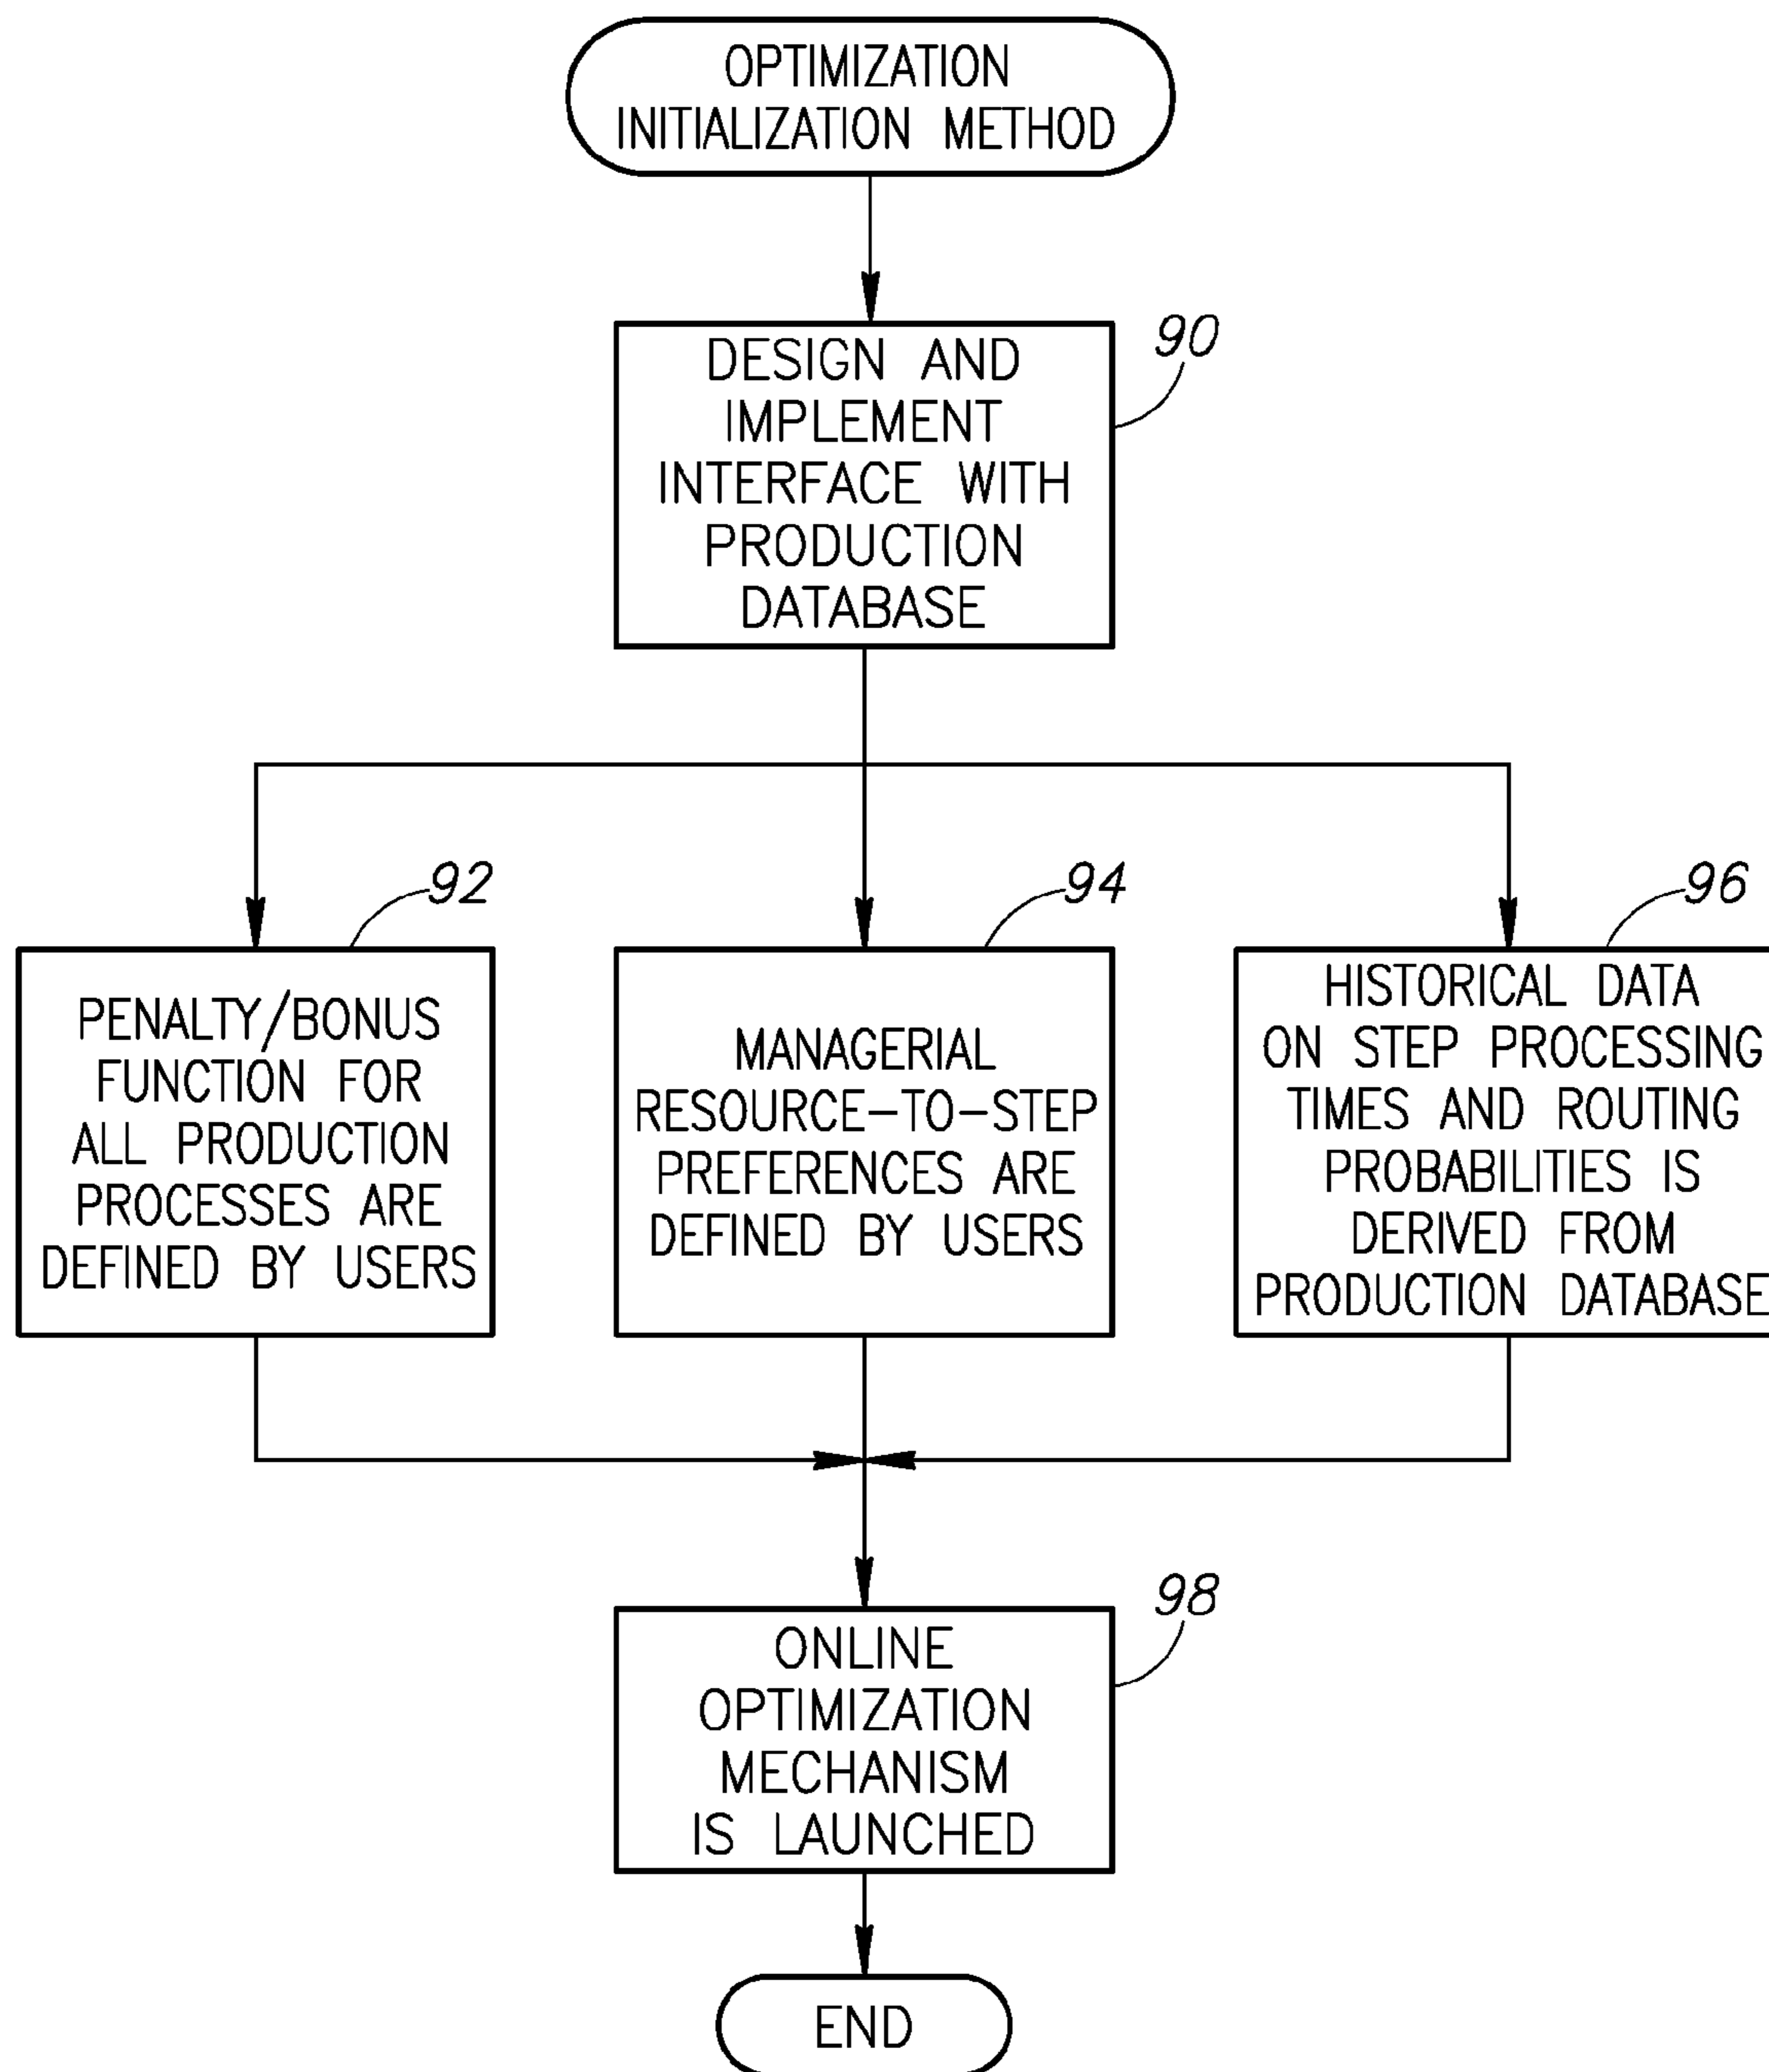 OPTIMIZATION
INITIALIZATION METHOD
90
DESIGN AND
IMPLEMENT
INTERFACE WITH
PRODUCTION
DATABASE
92
PENALTY/BONUS
FUNCTION FOR
ALL PRODUCTION
PROCESSES ARE
DEFINED BY USERS
94
MANAGERIAL
RESOURCE-TO-STEP
PREFERENCES ARE
DEFINED BY USERS
96
HISTORICAL DATA
ON STEP PROCESSING
TIMES AND ROUTING
PROBABILITIES IS
DERIVED FROM
PRODUCTION DATABASE
98
ONLINE
OPTIMIZATION
MECHANISM
IS LAUNCHED
END